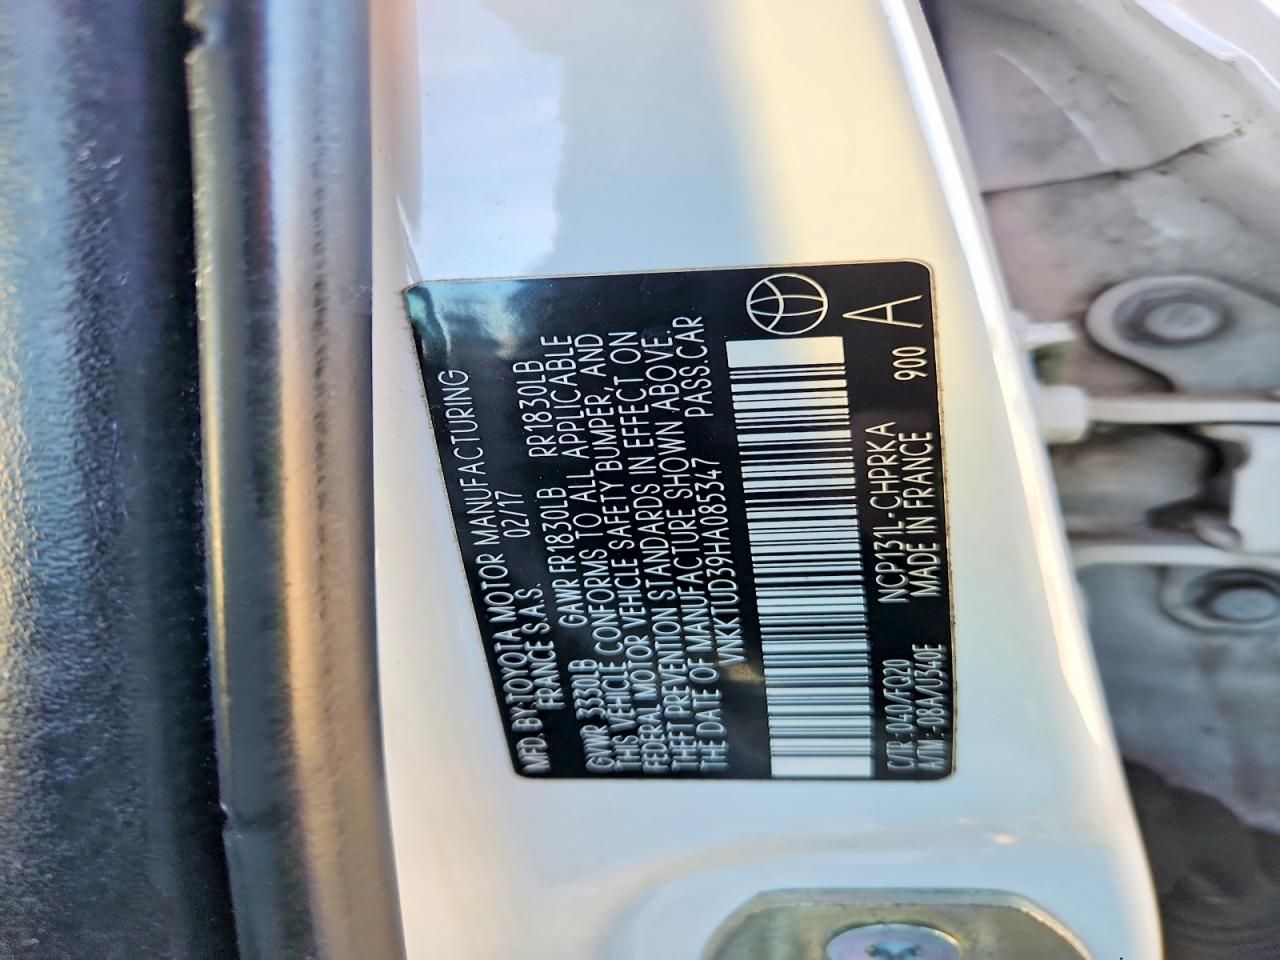 MFD. BY: TOYOTA MOTOR MANUFACTURING
FRANCE S.A.S. 02/17
GVWR 3330LB GAWR FR1830LB RR1830LB
THIS VEHICLE CONFORMS TO ALL APPLICABLE
FEDERAL MOTOR VEHICLE SAFETY BUMPER, AND
THEFT PREVENTION STANDARDS IN EFFECT ON
THE DATE OF MANUFACTURE SHOWN ABOVE.
VNKKTUD39HA085347 PASS.CAR
NCP131L-CHPRKA 900 A
C/TR :040/FQ20 MADE IN FRANCE
A/TM :08A/U340E